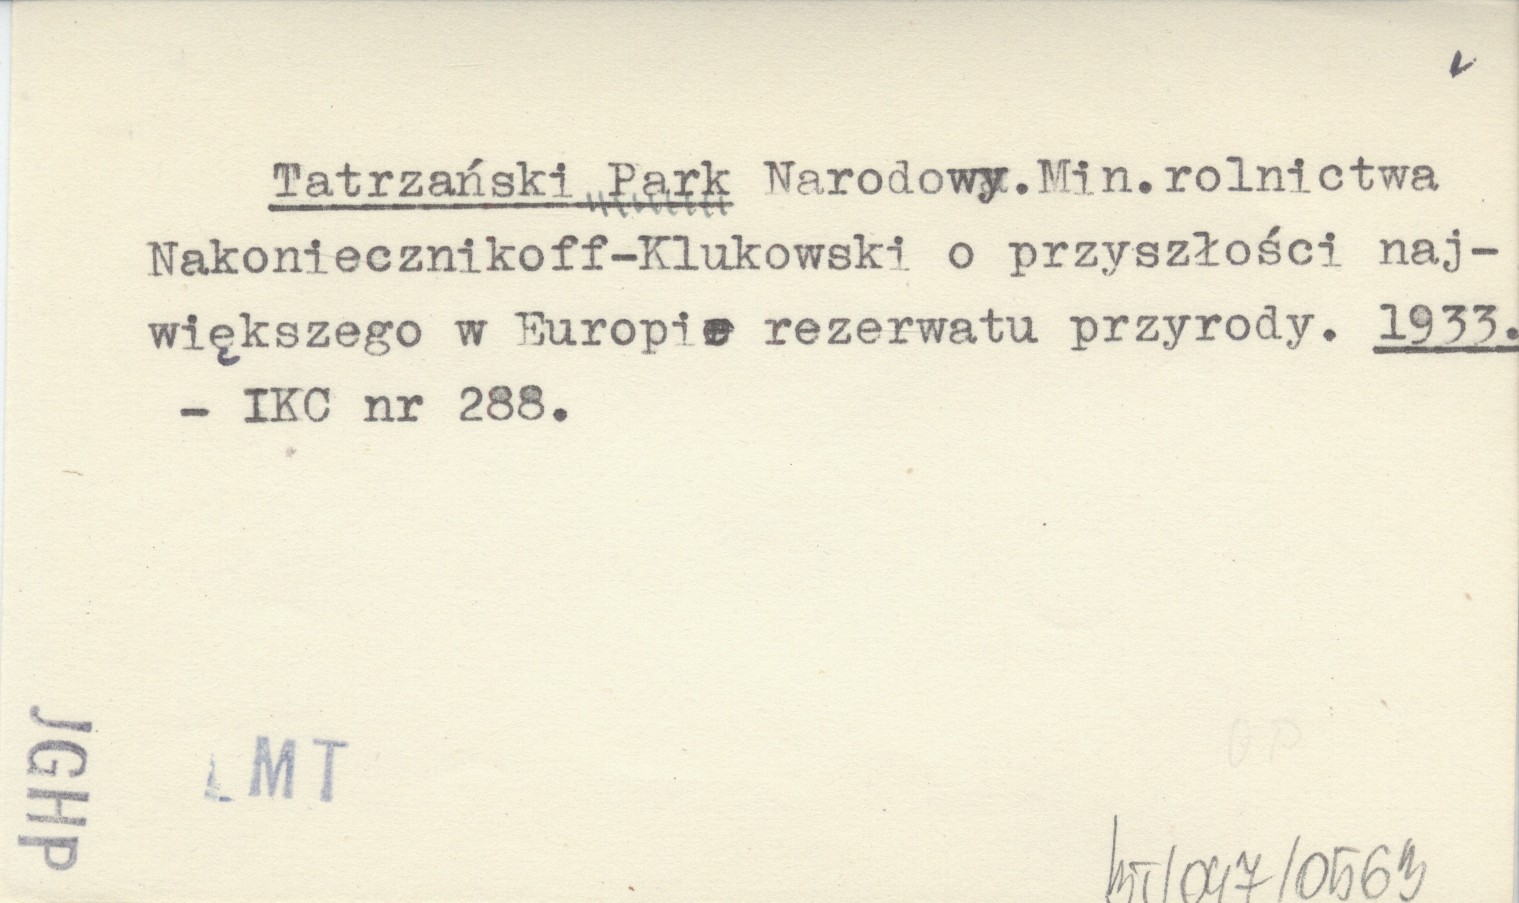 Tatrzański Park Narodowy.Min.rolnictwa
Nakoniecznikoff-Klukowski o przyszłości naj-
większego w Europie rezerwatu przyrody. 1933.
- IKC nr 288.
JGHP
LMT